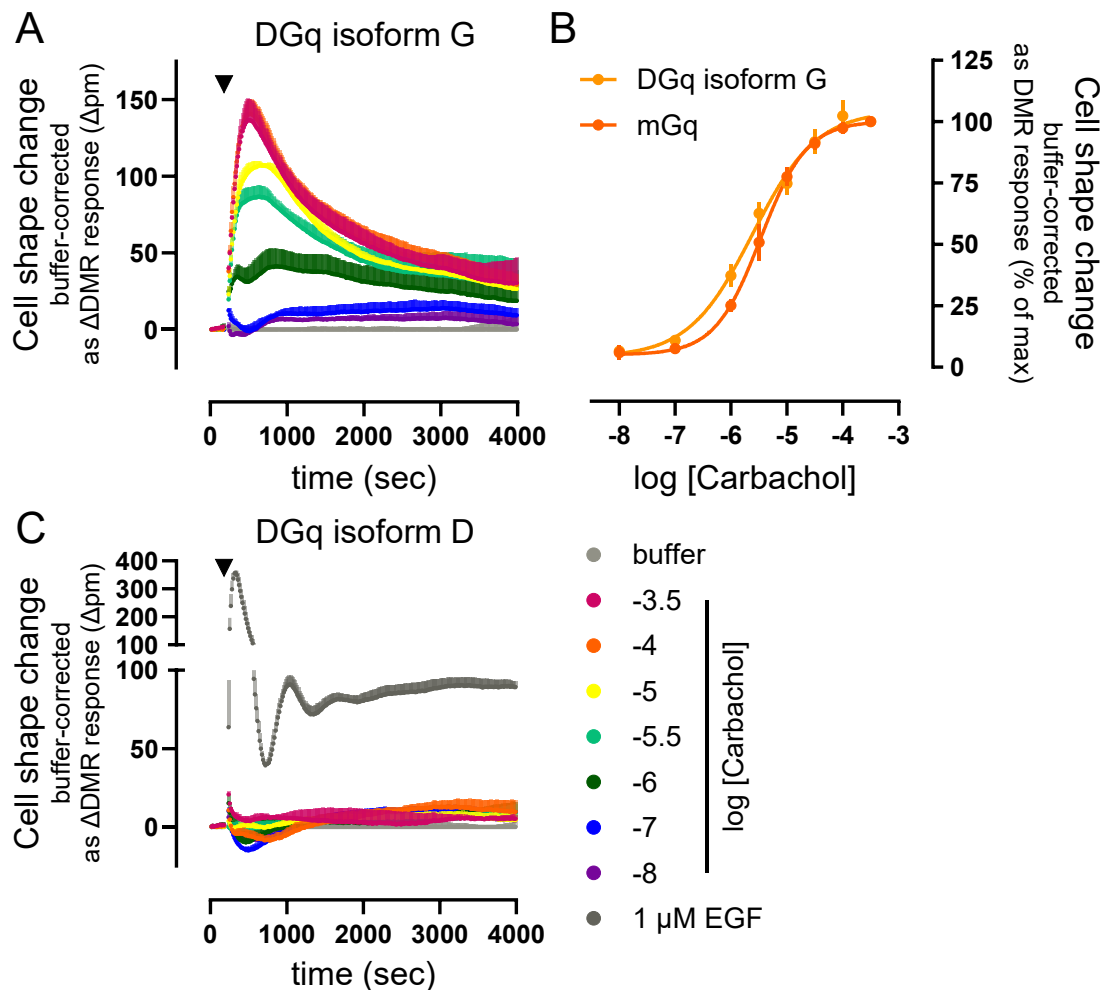 A
DGq isoform G
Cell shape change
buffer-corrected
as ΔDMR response (Δpm)
150
100
50
0
0 1000 2000 3000 4000
time (sec)
B
DGq isoform G
mGq
125
100
75
50
25
0
Cell shape change
buffer-corrected
as DMR response (% of max)
-8 -7 -6 -5 -4 -3
log [Carbachol]
C
DGq isoform D
Cell shape change
buffer-corrected
as ΔDMR response (Δpm)
400
300
200
100
100
50
0
0 1000 2000 3000 4000
time (sec)
buffer
-3.5
-4
-5
-5.5
-6
-7
-8
log [Carbachol]
1 µM EGF